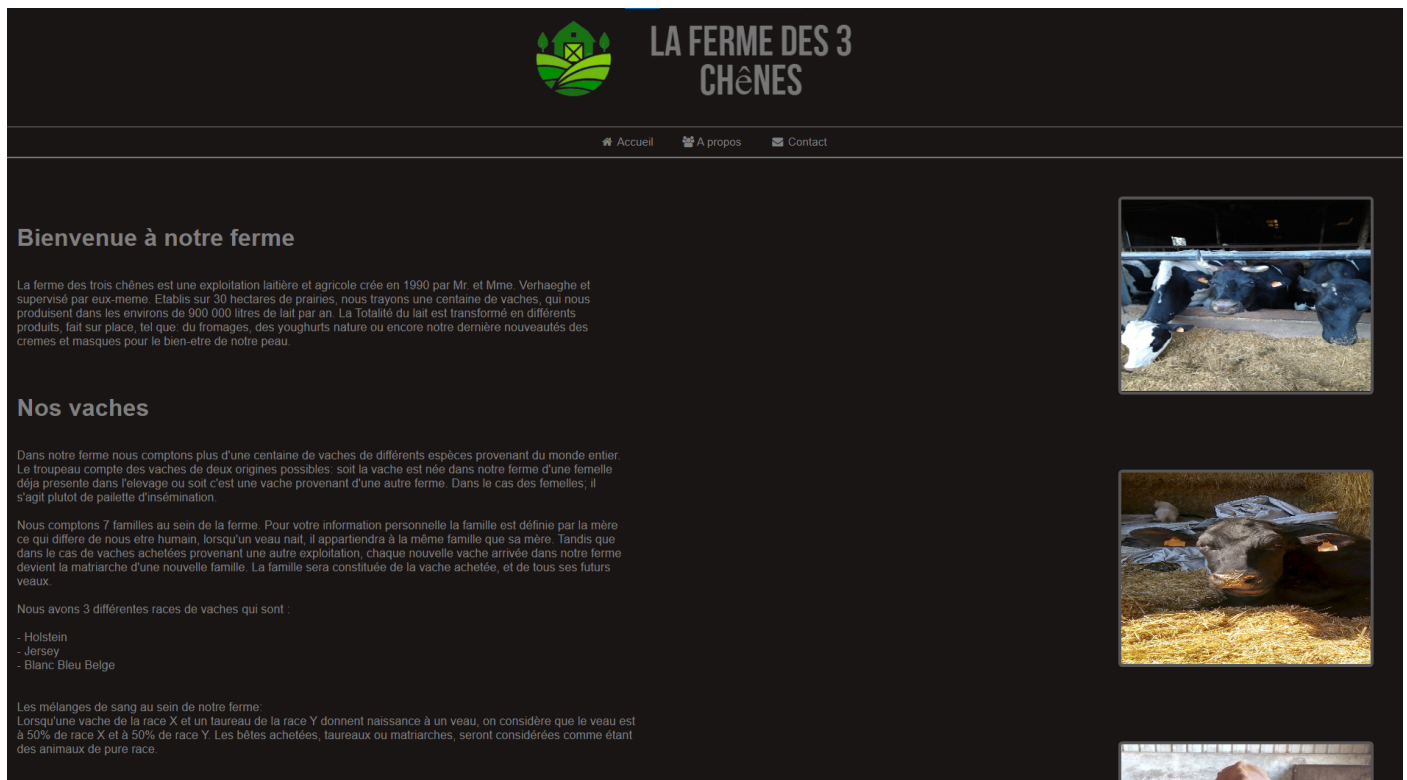 LA FERME DES 3
CHêNES
Accueil
A propos
Contact
Bienvenue à notre ferme
La ferme des trois chênes est une exploitation laitière et agricole crée en 1990 par Mr. et Mme. Verhaeghe et
supervisé par eux-meme. Etablis sur 30 hectares de prairies, nous trayons une centaine de vaches, qui nous
produisent dans les environs de 900 000 litres de lait par an. La Totalité du lait est transformé en différents
produits, fait sur place, tel que: du fromages, des youghurts nature ou encore notre dernière nouveautés des
cremes et masques pour le bien-etre de notre peau.
Nos vaches
Dans notre ferme nous comptons plus d'une centaine de vaches de différents espèces provenant du monde entier.
Le troupeau compte des vaches de deux origines possibles: soit la vache est née dans notre ferme d'une femelle
déja presente dans l'elevage ou soit c'est une vache provenant d'une autre ferme. Dans le cas des femelles; il
s'agit plutot de pailette d'insémination.
Nous comptons 7 familles au sein de la ferme. Pour votre information personnelle la famille est définie par la mère
ce qui differe de nous etre humain, lorsqu'un veau nait, il appartiendra à la même famille que sa mère. Tandis que
dans le cas de vaches achetées provenant une autre exploitation, chaque nouvelle vache arrivée dans notre ferme
devient la matriarche d'une nouvelle famille. La famille sera constituée de la vache achetée, et de tous ses futurs
veaux.
Nous avons 3 différentes races de vaches qui sont :
- Holstein
- Jersey
- Blanc Bleu Belge
Les mélanges de sang au sein de notre ferme:
Lorsqu'une vache de la race X et un taureau de la race Y donnent naissance à un veau, on considère que le veau est
à 50% de race X et à 50% de race Y. Les bêtes achetées, taureaux ou matriarches, seront considérées comme étant
des animaux de pure race.